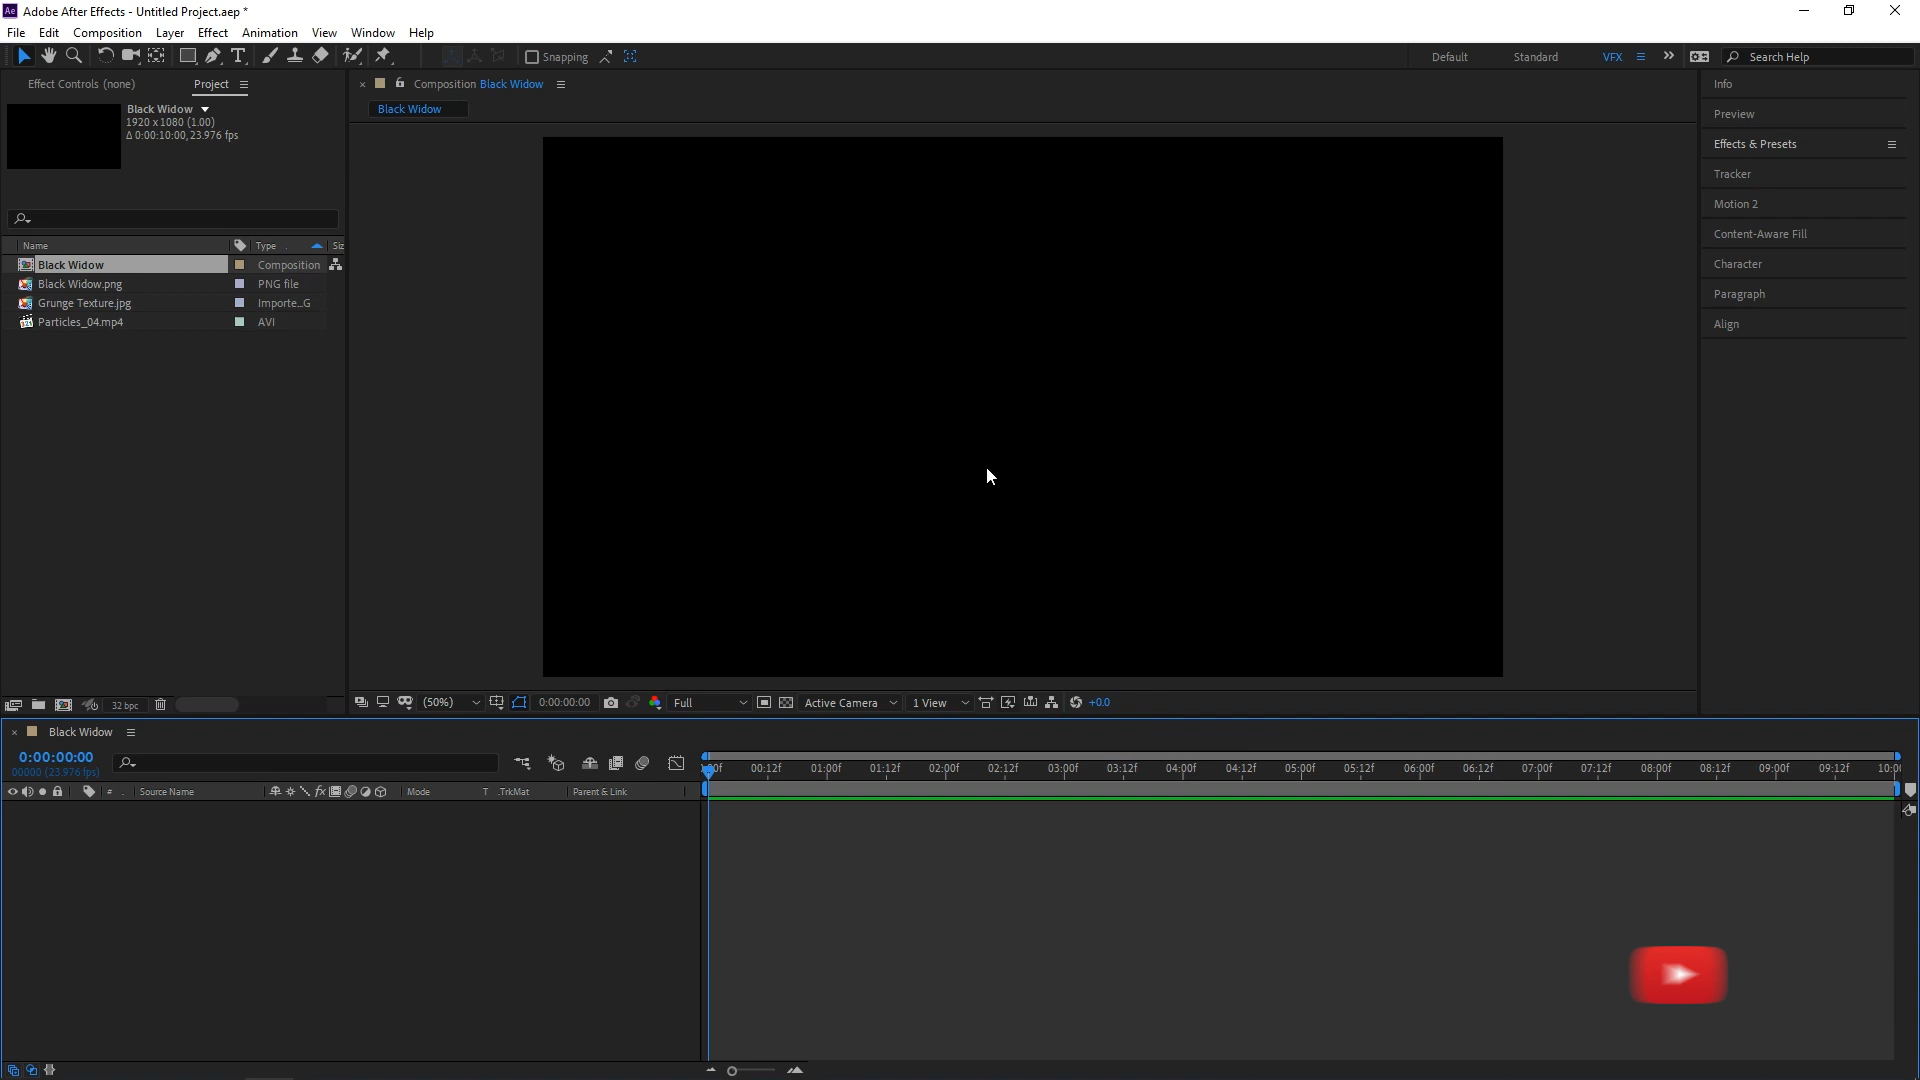 Ae Adobe After Effects - Untitled Project.aep *
File Edit Composition Layer Effect Animation View Window Help
Snapping Default Standard VFX Search Help
Effect Controls (none) Project
Composition Black Widow
Black Widow
Black Widow
1920 x 1080 (1.00)
Δ 0:00:10:00, 23.976 fps
Name Type Siz
Black Widow Composition
Black Widow.png PNG file
Grunge Texture.jpg Importe...G
Particles_04.mp4 AVI
Info
Preview
Effects & Presets
Tracker
Motion 2
Content-Aware Fill
Character
Paragraph
Align
32 bpc
(50%) 0:00:00:00 Full Active Camera 1 View +0.0
Black Widow
0:00:00:00
00000 (23.976 fps)
00f 00:12f 01:00f 01:12f 02:00f 02:12f 03:00f 03:12f 04:00f 04:12f 05:00f 05:12f 06:00f 06:12f 07:00f 07:12f 08:00f 08:12f 09:00f 09:12f 10:00
# Source Name fx Mode T .TrkMat Parent & Link